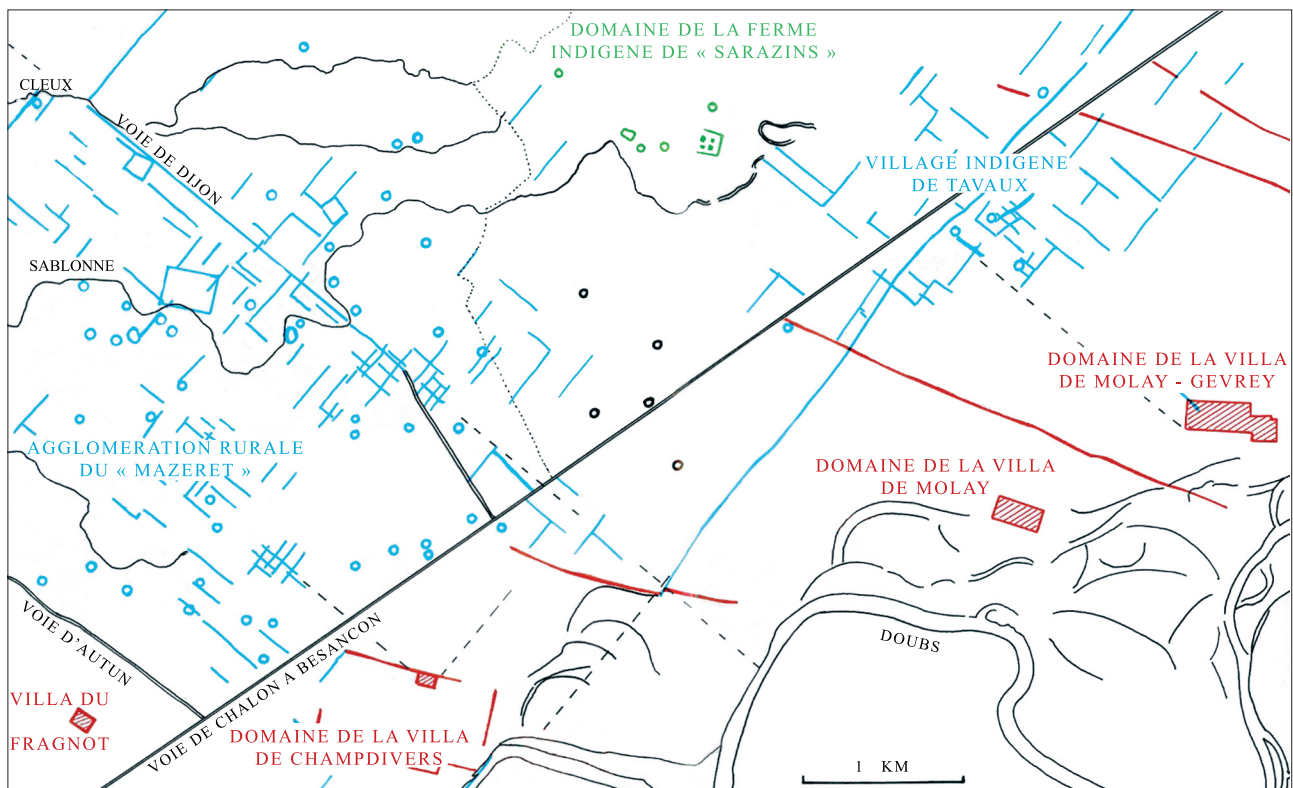 DOMAINE DE LA FERME
INDIGENE DE « SARAZINS »
CLEUX
VOIE DE DIJON
VILLAGE INDIGENE
DE TAVAUX
SABLONNE
DOMAINE DE LA VILLA
DE MOLAY - GEVREY
AGGLOMERATION RURALE
DU « MAZERET »
DOMAINE DE LA VILLA
DE MOLAY
VOIE D'AUTUN
VOIE DE CHALON A BESANCON
DOUBS
VILLA DU
FRAGNOT
DOMAINE DE LA VILLA
DE CHAMPDIVERS
1 KM